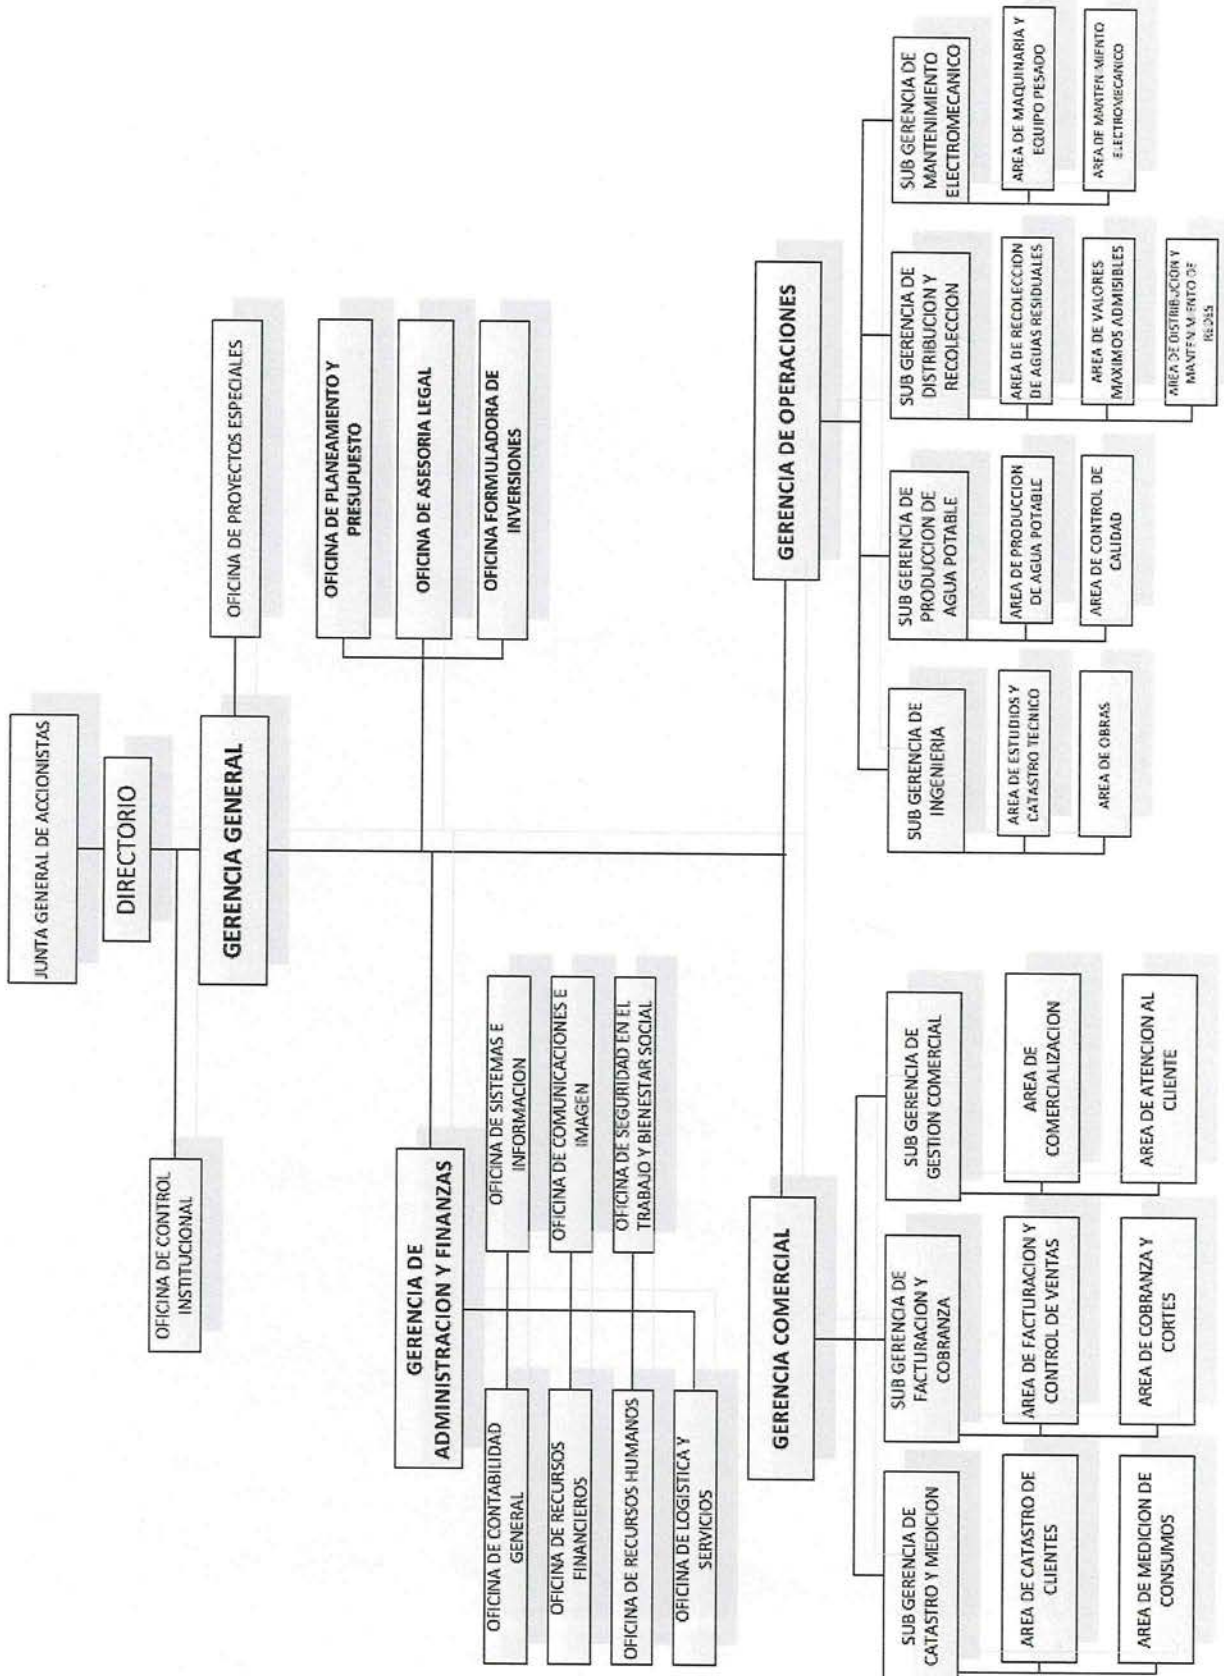 JUNTA GENERAL DE ACCIONISTAS
DIRECTORIO
OFICINA DE CONTROL
INSTITUCIONAL
GERENCIA GENERAL
OFICINA DE PROYECTOS ESPECIALES
OFICINA DE PLANEAMIENTO Y
PRESUPUESTO
OFICINA DE ASESORIA LEGAL
OFICINA FORMULADORA DE
INVERSIONES
GERENCIA DE
ADMINISTRACION Y FINANZAS
OFICINA DE CONTABILIDAD
GENERAL
OFICINA DE SISTEMAS E
INFORMACION
OFICINA DE RECURSOS
FINANCIEROS
OFICINA DE COMUNICACIONES E
IMAGEN
OFICINA DE RECURSOS HUMANOS
OFICINA DE SEGURIDAD EN EL
TRABAJO Y BIENESTAR SOCIAL
OFICINA DE LOGISTICA Y
SERVICIOS
GERENCIA COMERCIAL
SUB GERENCIA DE
CATASTRO Y MEDICION
AREA DE CATASTRO DE
CLIENTES
AREA DE MEDICION DE
CONSUMOS
SUB GERENCIA DE
FACTURACION Y
COBRANZA
AREA DE FACTURACION Y
CONTROL DE VENTAS
AREA DE COBRANZA Y
CORTES
SUB GERENCIA DE
GESTION COMERCIAL
AREA DE
COMERCIALIZACION
AREA DE ATENCION AL
CLIENTE
GERENCIA DE OPERACIONES
SUB GERENCIA DE
INGENIERIA
AREA DE ESTUDIOS Y
CATASTRO TECNICO
AREA DE OBRAS
SUB GERENCIA DE
PRODUCCION DE
AGUA POTABLE
AREA DE PRODUCCION
DE AGUA POTABLE
AREA DE CONTROL DE
CALIDAD
SUB GERENCIA DE
DISTRIBUCION Y
RECOLECCION
AREA DE RECOLECCION
DE AGUAS RESIDUALES
AREA DE VALORES
MAXIMOS ADMISIBLES
AREA DE DISTRIBUCION Y
MANTENIMIENTO DE
REDES
SUB GERENCIA DE
MANTENIMIENTO
ELECTROMECANICO
AREA DE MAQUINARIA Y
EQUIPO PESADO
AREA DE MANTENIMIENTO
ELECTROMECANICO